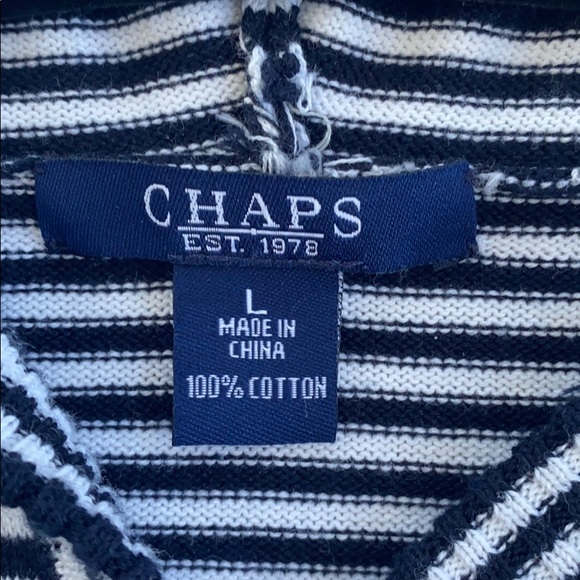 CHAPS
EST. 1978
L
MADE IN
CHINA
100% COTTON